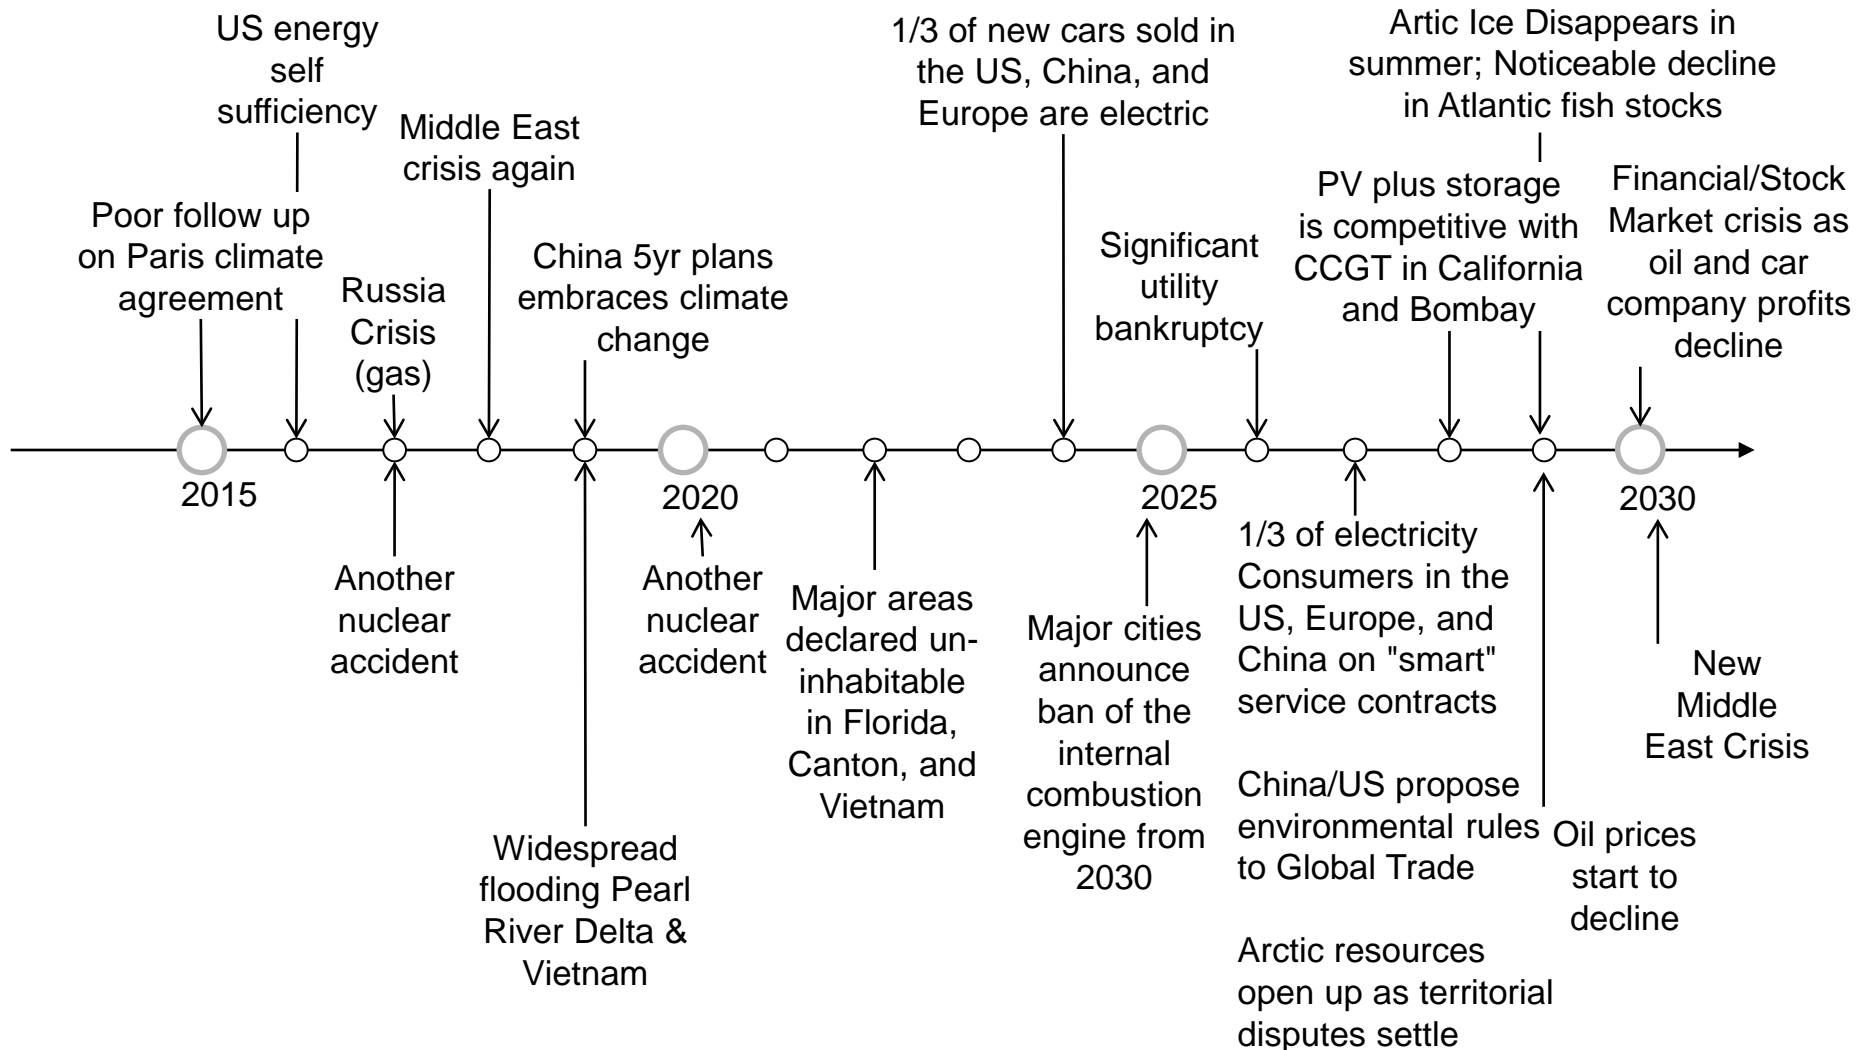 US energy
self
sufficiency
Poor follow up
on Paris climate
agreement
Russia
Crisis
(gas)
Middle East
crisis again
China 5yr plans
embraces climate
change
1/3 of new cars sold in
the US, China, and
Europe are electric
Significant
utility
bankruptcy
Artic Ice Disappears in
summer; Noticeable decline
in Atlantic fish stocks
PV plus storage
is competitive with
CCGT in California
and Bombay
Financial/Stock
Market crisis as
oil and car
company profits
decline
2015
2020
2025
2030
Another
nuclear
accident
Widespread
flooding Pearl
River Delta &
Vietnam
Another
nuclear
accident
Major areas
declared un-
inhabitable
in Florida,
Canton, and
Vietnam
Major cities
announce
ban of the
internal
combustion
engine from
2030
1/3 of electricity
Consumers in the
US, Europe, and
China on "smart"
service contracts
China/US propose
environmental rules
to Global Trade
Arctic resources
open up as territorial
disputes settle
Oil prices
start to
decline
New
Middle
East Crisis